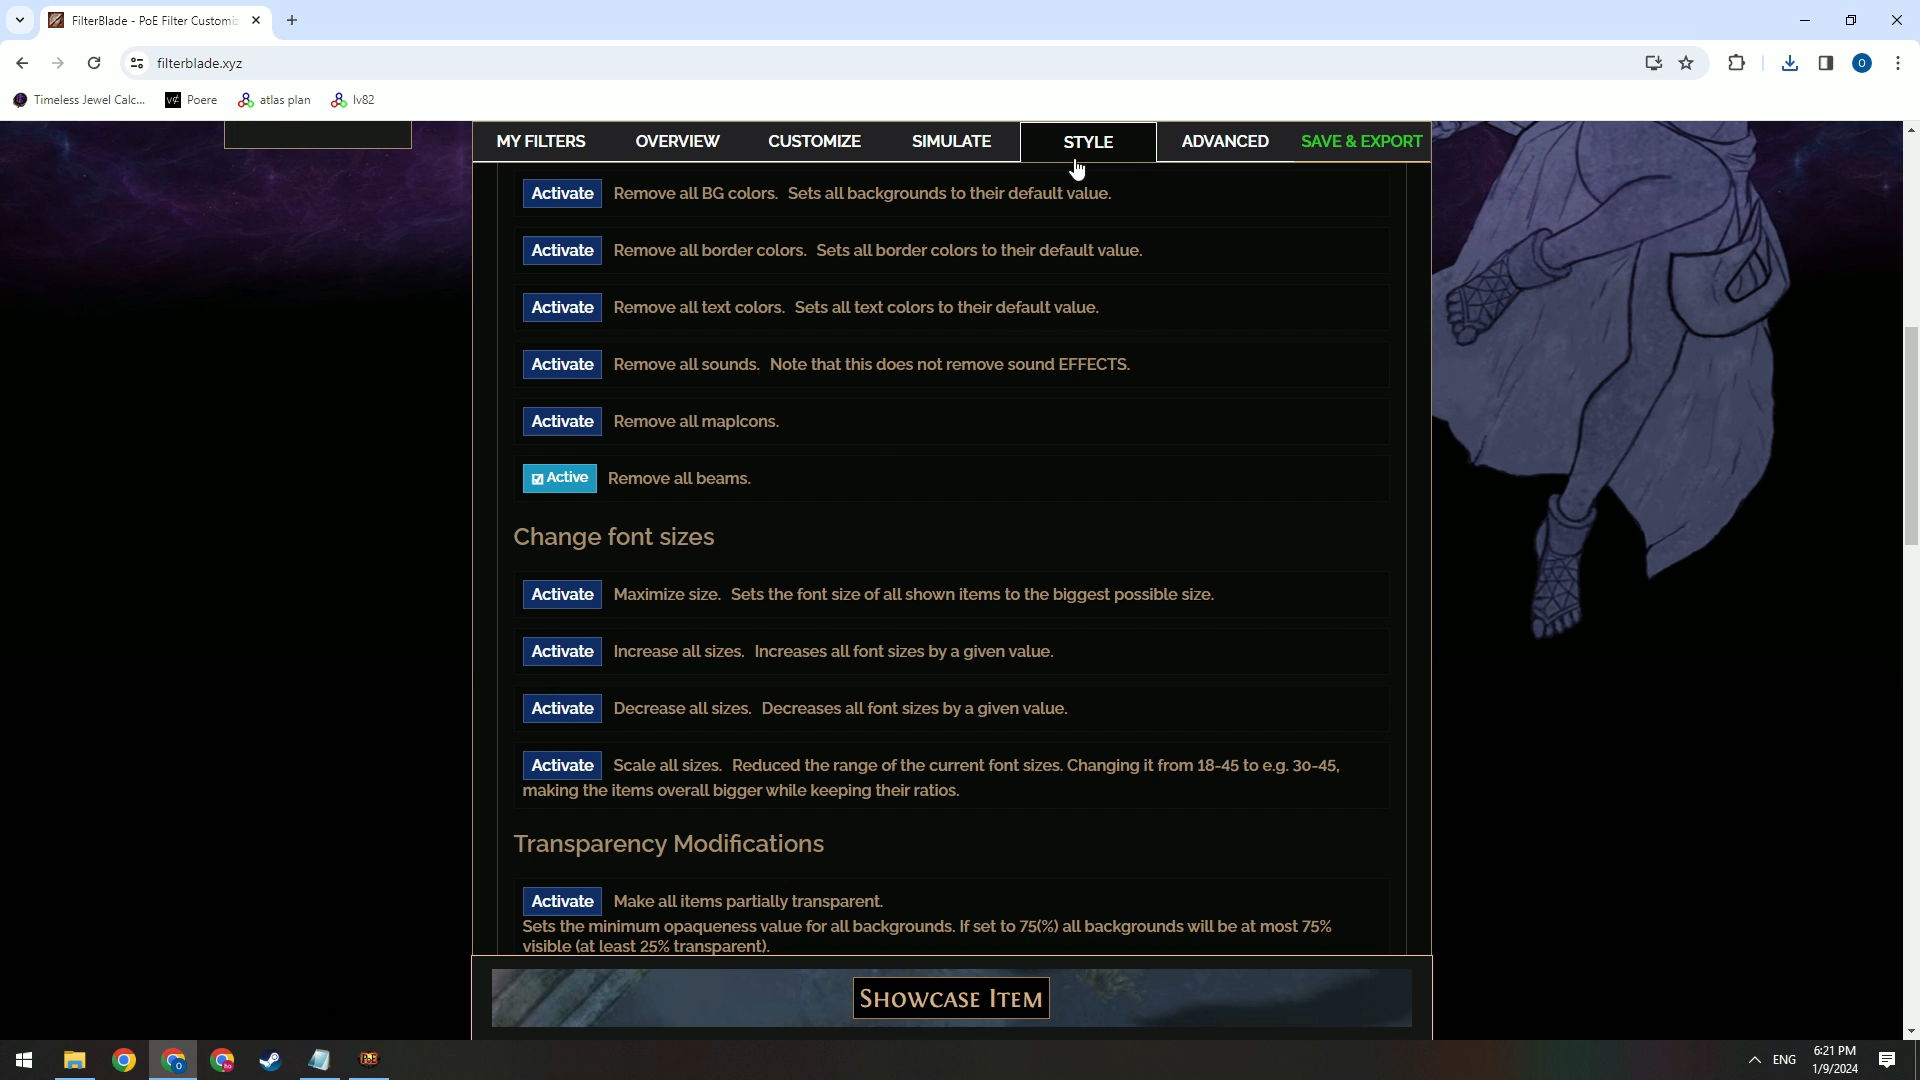 FilterBlade - PoE Filter Customiz
filterblade.xyz
O
Timeless Jewel Calc...
Poere
atlas plan
lv82
MY FILTERS
OVERVIEW
CUSTOMIZE
SIMULATE
STYLE
ADVANCED
SAVE & EXPORT
Activate Remove all BG colors. Sets all backgrounds to their default value.
Activate Remove all border colors. Sets all border colors to their default value.
Activate Remove all text colors. Sets all text colors to their default value.
Activate Remove all sounds. Note that this does not remove sound EFFECTS.
Activate Remove all mapIcons.
Active Remove all beams.
Change font sizes
Activate Maximize size. Sets the font size of all shown items to the biggest possible size.
Activate Increase all sizes. Increases all font sizes by a given value.
Activate Decrease all sizes. Decreases all font sizes by a given value.
Activate Scale all sizes. Reduced the range of the current font sizes. Changing it from 18-45 to e.g. 30-45,
making the items overall bigger while keeping their ratios.
Transparency Modifications
Activate Make all items partially transparent.
Sets the minimum opaqueness value for all backgrounds. If set to 75(%) all backgrounds will be at most 75%
visible (at least 25% transparent).
SHOWCASE ITEM
ENG
6:21 PM
1/9/2024